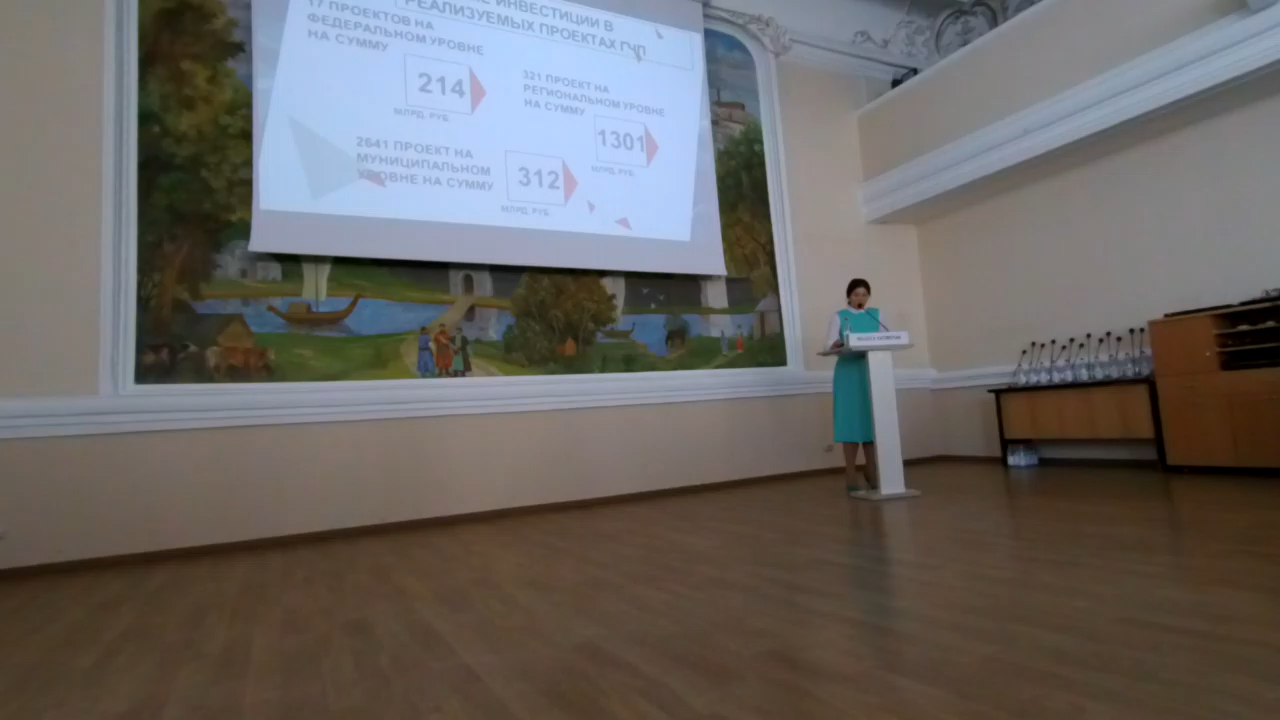 Е ИНВЕСТИЦИИ В
РЕАЛИЗУЕМЫХ ПРОЕКТАХ ГЧП
17 ПРОЕКТОВ НА
ФЕДЕРАЛЬНОМ УРОВНЕ
НА СУММУ
214
МЛРД. РУБ.
321 ПРОЕКТ НА
РЕГИОНАЛЬНОМ УРОВНЕ
НА СУММУ
1301
МЛРД. РУБ.
2641 ПРОЕКТ НА
МУНИЦИПАЛЬНОМ
УРОВНЕ НА СУММУ
312
МЛРД. РУБ.